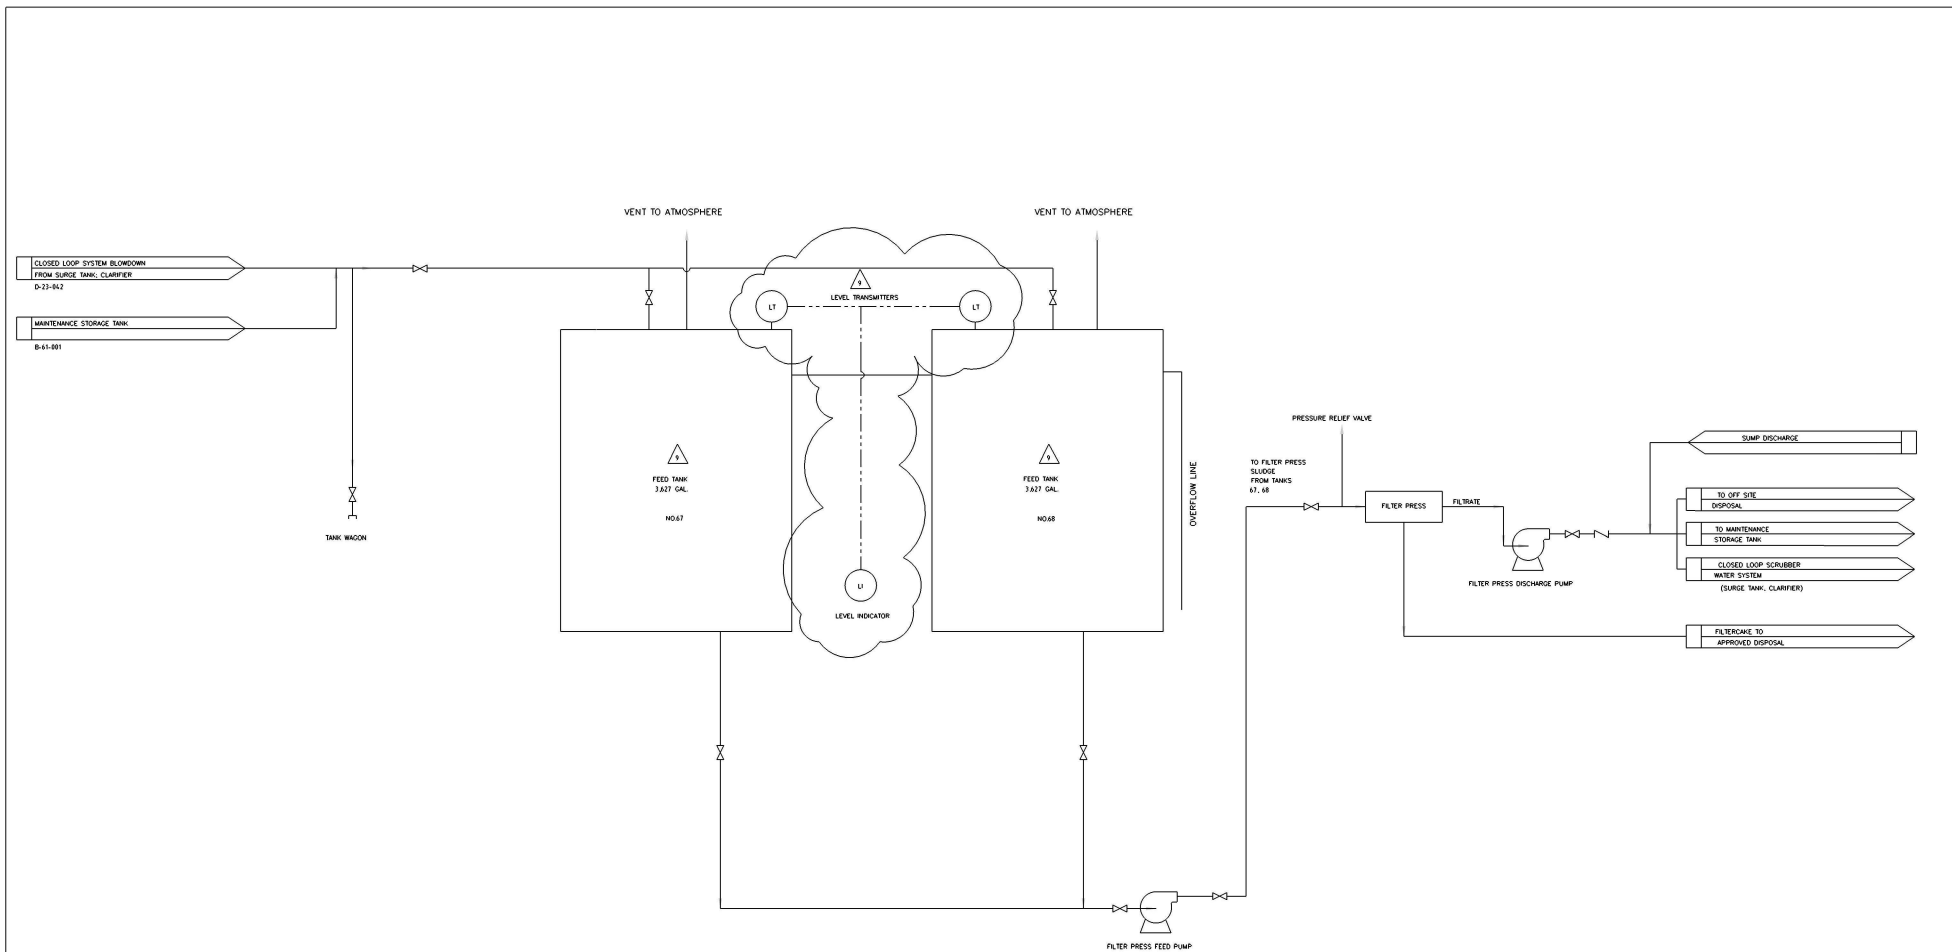 VENT TO ATMOSPHERE
VENT TO ATMOSPHERE
CLOSED LOOP SYSTEM BLOWDOWN
FROM SURGE TANK; CLARIFIER
D-23-042
MAINTENANCE STORAGE TANK
B-61-001
TANK WAGON
9
LEVEL TRANSMITTERS
LT
LT
9
FEED TANK
3,627 GAL.
NO.67
9
FEED TANK
3,627 GAL.
NO.68
LI
LEVEL INDICATOR
OVERFLOW LINE
TO FILTER PRESS
SLUDGE
FROM TANKS
67, 68
PRESSURE RELIEF VALVE
FILTER PRESS
FILTRATE
FILTER PRESS DISCHARGE PUMP
SUMP DISCHARGE
TO OFF SITE
DISPOSAL
TO MAINTENANCE
STORAGE TANK
CLOSED LOOP SCRUBBER
WATER SYSTEM
(SURGE TANK, CLARIFIER)
FILTERCAKE TO
APPROVED DISPOSAL
FILTER PRESS FEED PUMP